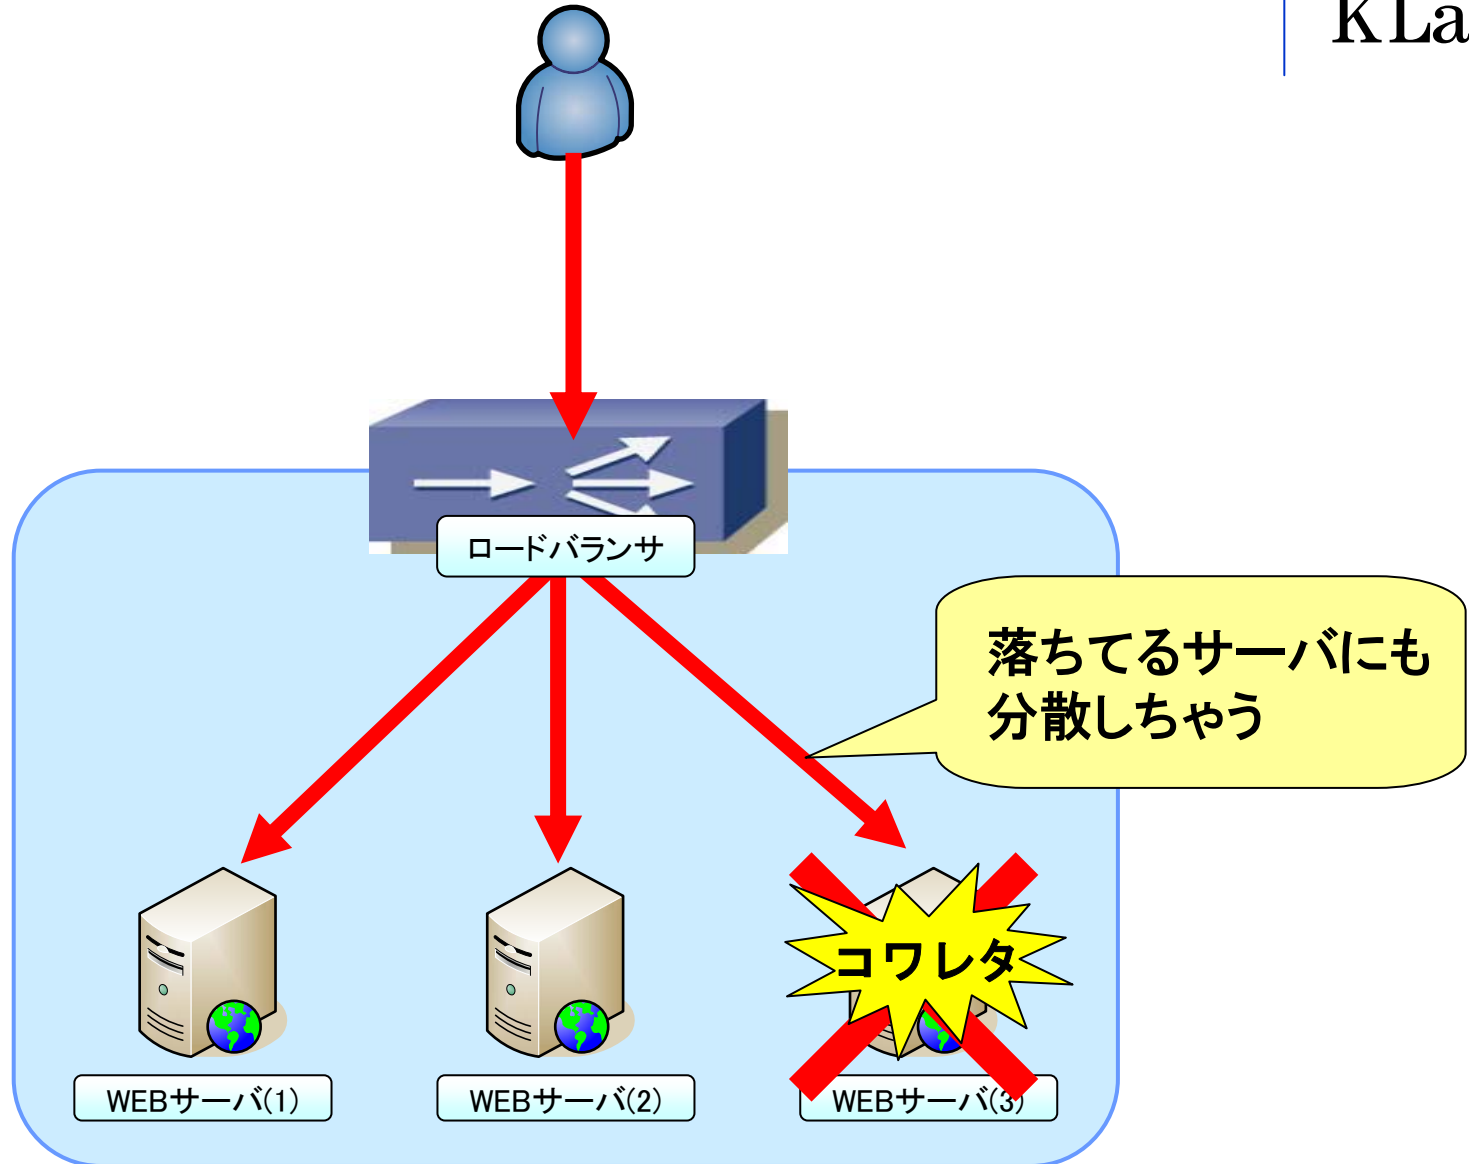 KLa
ロードバランサ
落ちてるサーバにも
分散しちゃう
コワレタ
WEBサーバ(1)
WEBサーバ(2)
WEBサーバ(3)